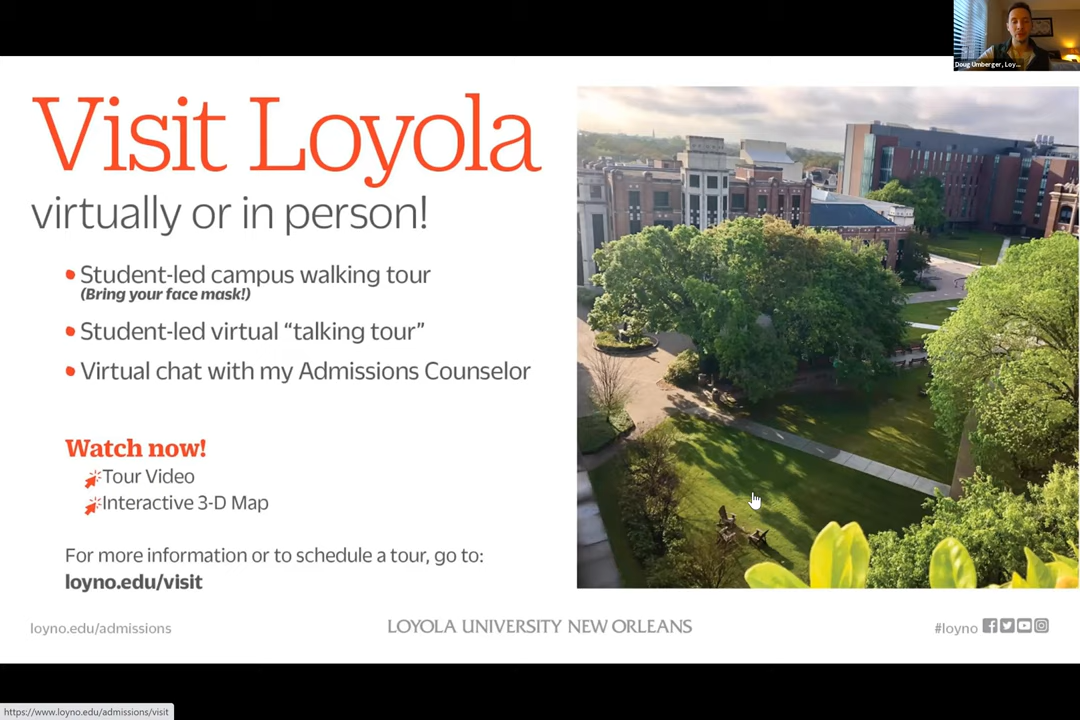 Doug Umberger, Loy...
Visit Loyola
virtually or in person!
Student-led campus walking tour
(Bring your face mask!)
Student-led virtual “talking tour”
Virtual chat with my Admissions Counselor
Watch now!
Tour Video
Interactive 3-D Map
For more information or to schedule a tour, go to:
loyno.edu/visit
loyno.edu/admissions
LOYOLA UNIVERSITY NEW ORLEANS
#loyno
https://www.loyno.edu/admissions/visit